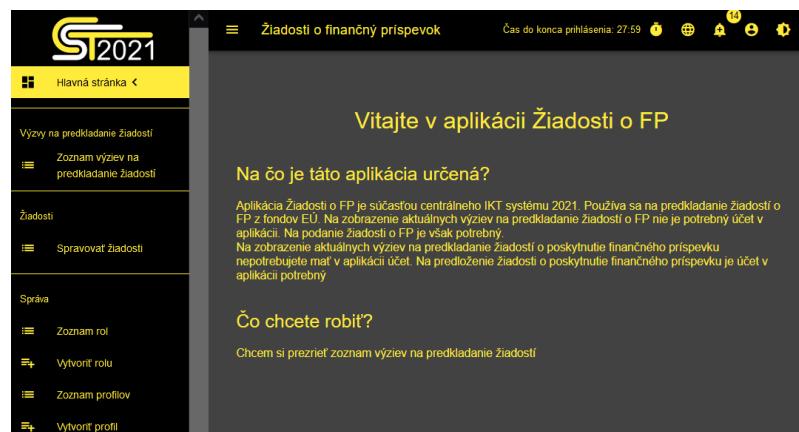 CST2021
Žiadosti o finančný príspevok
Čas do konca prihlásenia: 27:59
14
Hlavná stránka
Výzvy na predkladanie žiadostí
Zoznam výziev na
predkladanie žiadostí
Žiadosti
Spravovať žiadosti
Správa
Zoznam rol
Vytvoriť rolu
Zoznam profilov
Vytvoriť profil
Vitajte v aplikácii Žiadosti o FP
Na čo je táto aplikácia určená?
Aplikácia Žiadosti o FP je súčasťou centrálneho IKT systému 2021. Používa sa na predkladanie žiadostí o
FP z fondov EÚ. Na zobrazenie aktuálnych výziev na predkladanie žiadostí o FP nie je potrebný účet v
aplikácii. Na podanie žiadosti o FP je však potrebný.
Na zobrazenie aktuálnych výziev na predkladanie žiadostí o poskytnutie finančného príspevku
nepotrebujete mať v aplikácii účet. Na predloženie žiadosti o poskytnutie finančného príspevku je účet v
aplikácii potrebný
Čo chcete robiť?
Chcem si prezrieť zoznam výziev na predkladanie žiadostí